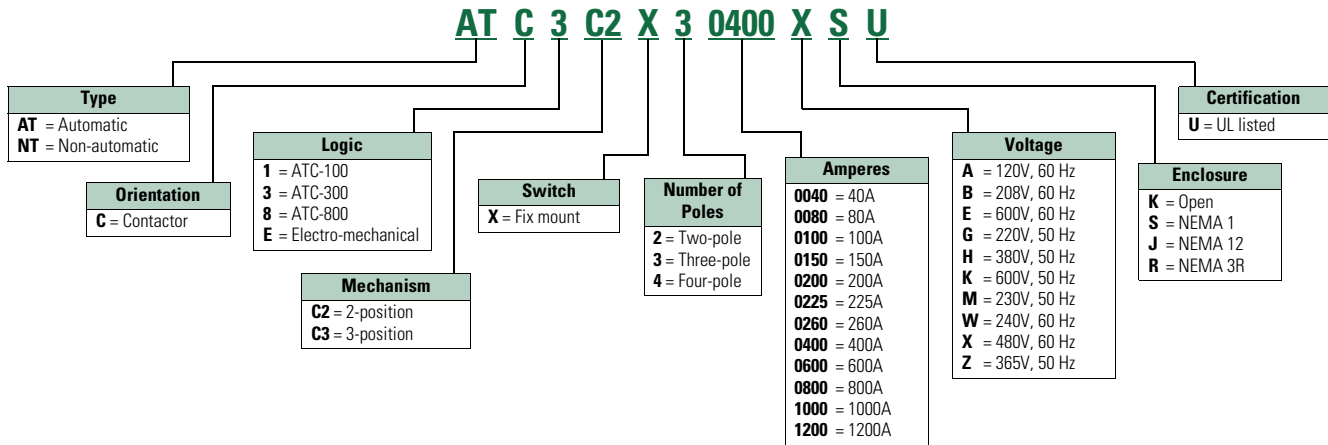 AT C 3 C2 X 3 0400 X S U
Type
AT = Automatic
NT = Non-automatic
Orientation
C = Contactor
Logic
1 = ATC-100
3 = ATC-300
8 = ATC-800
E = Electro-mechanical
Mechanism
C2 = 2-position
C3 = 3-position
Switch
X = Fix mount
Number of
Poles
2 = Two-pole
3 = Three-pole
4 = Four-pole
Amperes
0040 = 40A
0080 = 80A
0100 = 100A
0150 = 150A
0200 = 200A
0225 = 225A
0260 = 260A
0400 = 400A
0600 = 600A
0800 = 800A
1000 = 1000A
1200 = 1200A
Voltage
A = 120V, 60 Hz
B = 208V, 60 Hz
E = 600V, 60 Hz
G = 220V, 50 Hz
H = 380V, 50 Hz
K = 600V, 50 Hz
M = 230V, 50 Hz
W = 240V, 60 Hz
X = 480V, 60 Hz
Z = 365V, 50 Hz
Enclosure
K = Open
S = NEMA 1
J = NEMA 12
R = NEMA 3R
Certification
U = UL listed